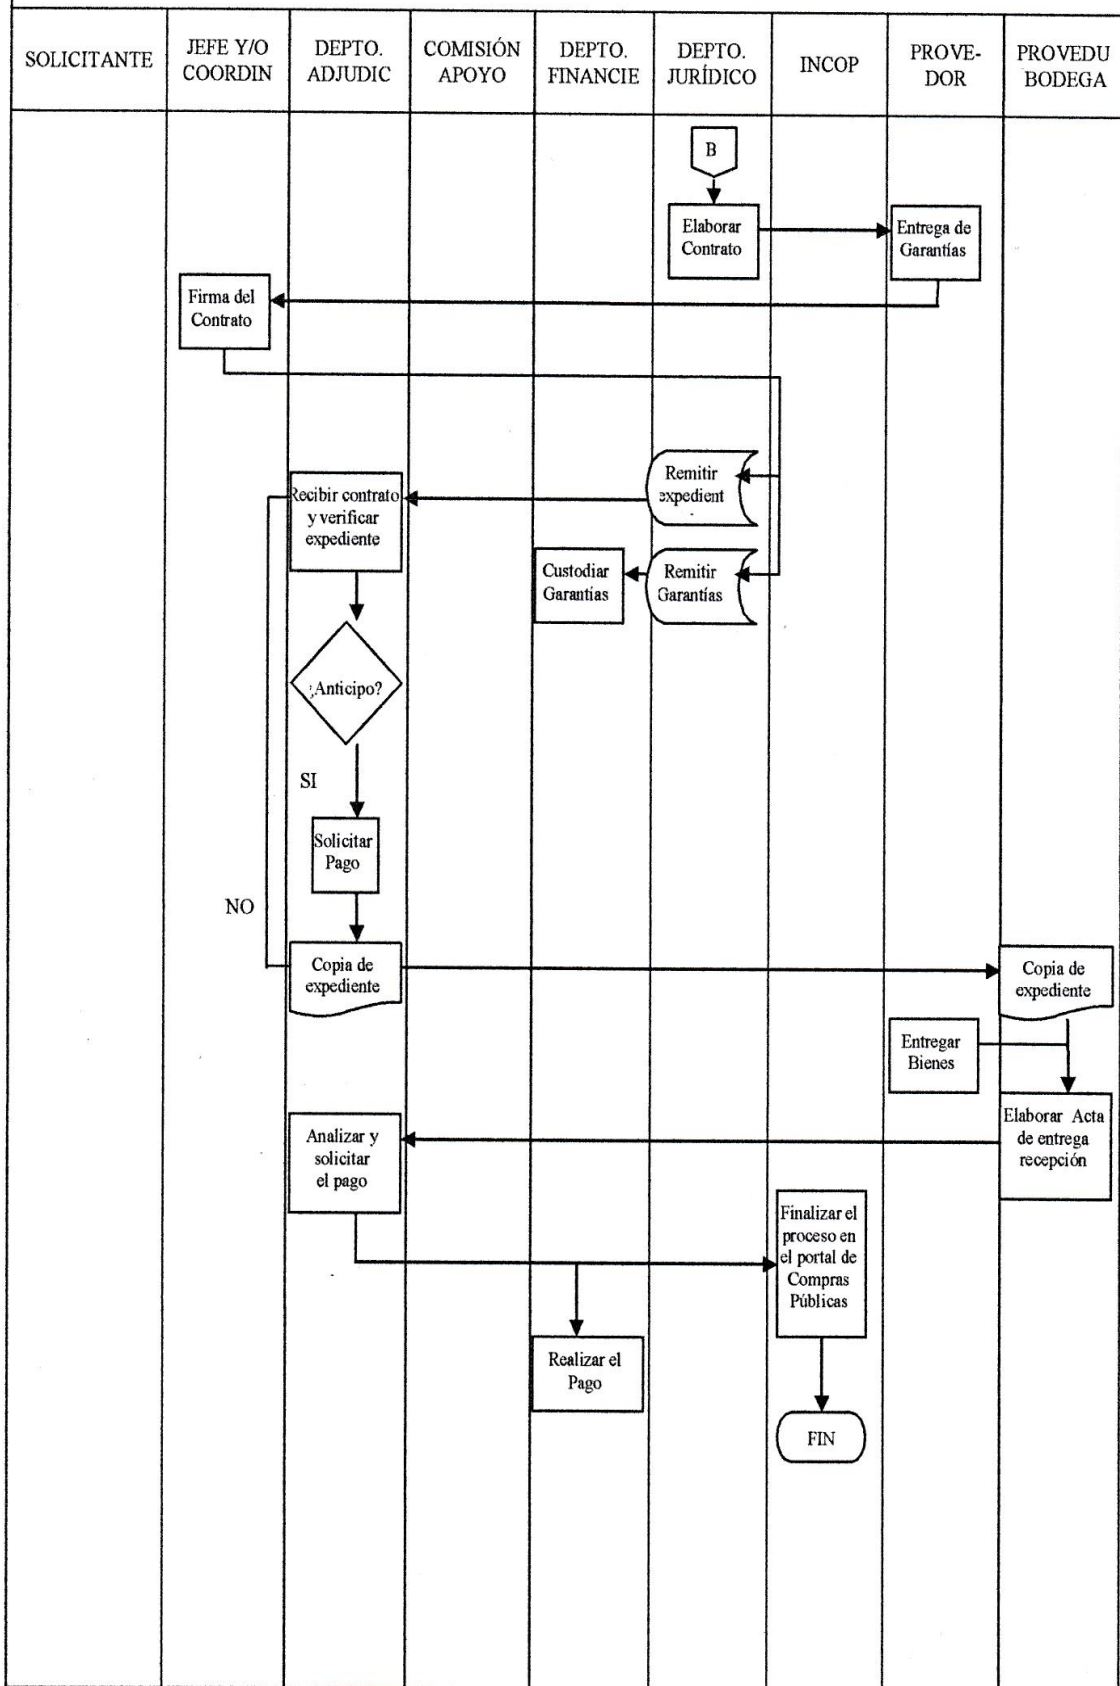 SOLICITANTE
JEFE Y/O
COORDIN
DEPTO.
ADJUDIC
COMISIÓN
APOYO
DEPTO.
FINANCIE
DEPTO.
JURÍDICO
INCOP
PROVE-
DOR
PROVEDU
BODEGA
B
Elaborar
Contrato
Entrega de
Garantías
Firma del
Contrato
Remitir
expedient
Recibir contrato
y verificar
expediente
Custodiar
Garantías
Remitir
Garantías
¿Anticipo?
SI
Solicitar
Pago
NO
Copia de
expediente
Copia de
expediente
Entregar
Bienes
Elaborar Acta
de entrega
recepción
Analizar y
solicitar
el pago
Finalizar el
proceso en
el portal de
Compras
Públicas
Realizar el
Pago
FIN